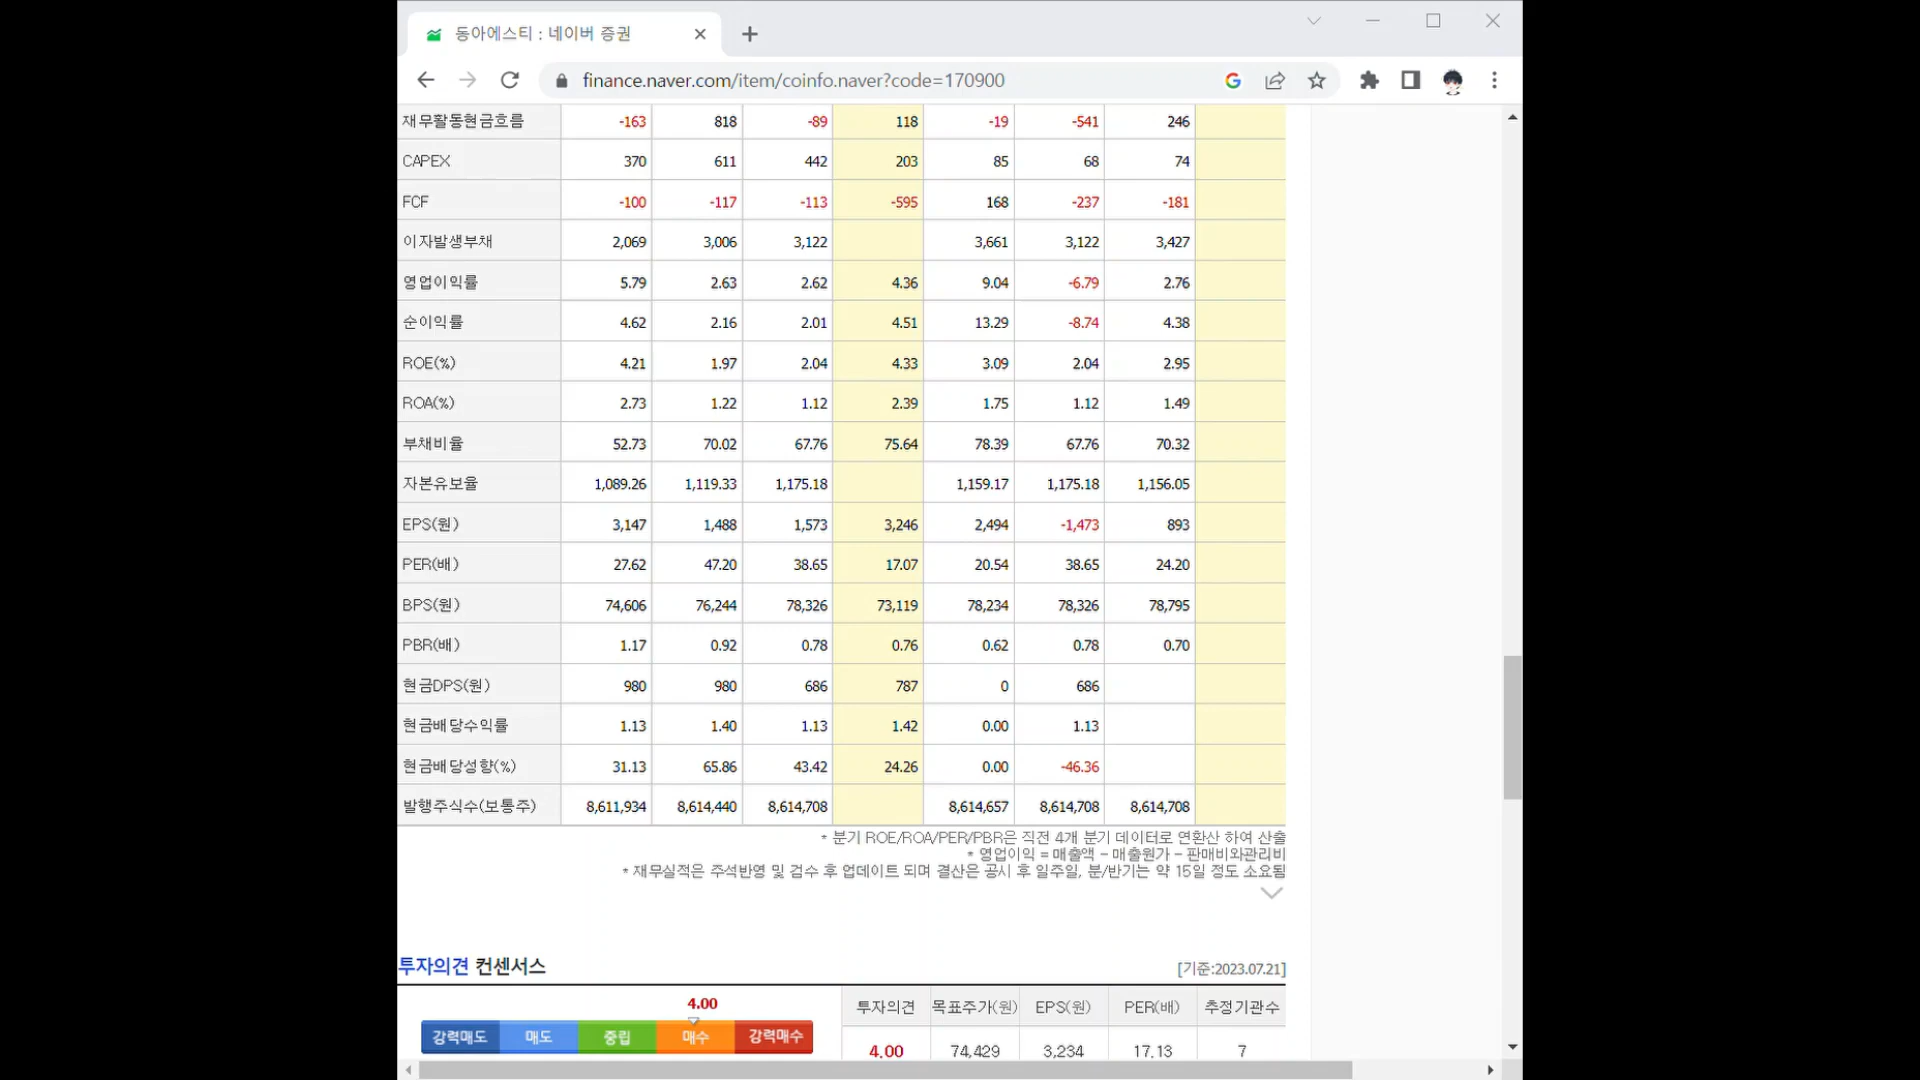 동아에스티 : 네이버 증권
finance.naver.com/item/coinfo.naver?code=170900
재무활동현금흐름 -163 818 -89 118 -19 -541 246
CAPEX 370 611 442 203 85 68 74
FCF -100 -117 -113 -595 168 -237 -181
이자발생부채 2,069 3,006 3,122 3,661 3,122 3,427
영업이익률 5.79 2.63 2.62 4.36 9.04 -6.79 2.76
순이익률 4.62 2.16 2.01 4.51 13.29 -8.74 4.38
ROE(%) 4.21 1.97 2.04 4.33 3.09 2.04 2.95
ROA(%) 2.73 1.22 1.12 2.39 1.75 1.12 1.49
부채비율 52.73 70.02 67.76 75.64 78.39 67.76 70.32
자본유보율 1,089.26 1,119.33 1,175.18 1,159.17 1,175.18 1,156.05
EPS(원) 3,147 1,488 1,573 3,246 2,494 -1,473 893
PER(배) 27.62 47.20 38.65 17.07 20.54 38.65 24.20
BPS(원) 74,606 76,244 78,326 73,119 78,234 78,326 78,795
PBR(배) 1.17 0.92 0.78 0.76 0.62 0.78 0.70
현금DPS(원) 980 980 686 787 0 686
현금배당수익률 1.13 1.40 1.13 1.42 0.00 1.13
현금배당성향(%) 31.13 65.86 43.42 24.26 0.00 -46.36
발행주식수(보통주) 8,611,934 8,614,440 8,614,708 8,614,657 8,614,708 8,614,708
* 분기 ROE/ROA/PER/PBR은 직전 4개 분기 데이터로 연환산 하여 산출
* 영업이익 = 매출액 - 매출원가 - 판매비와관리비
* 재무실적은 주석반영 및 검수 후 업데이트 되며 결산은 공시 후 일주일, 분/반기는 약 15일 정도 소요됨
투자의견 컨센서스 [기준:2023.07.21]
4.00
강력매도 매도 중립 매수 강력매수
투자의견 목표주가(원) EPS(원) PER(배) 추정기관수
4.00 74,429 3,234 17.13 7